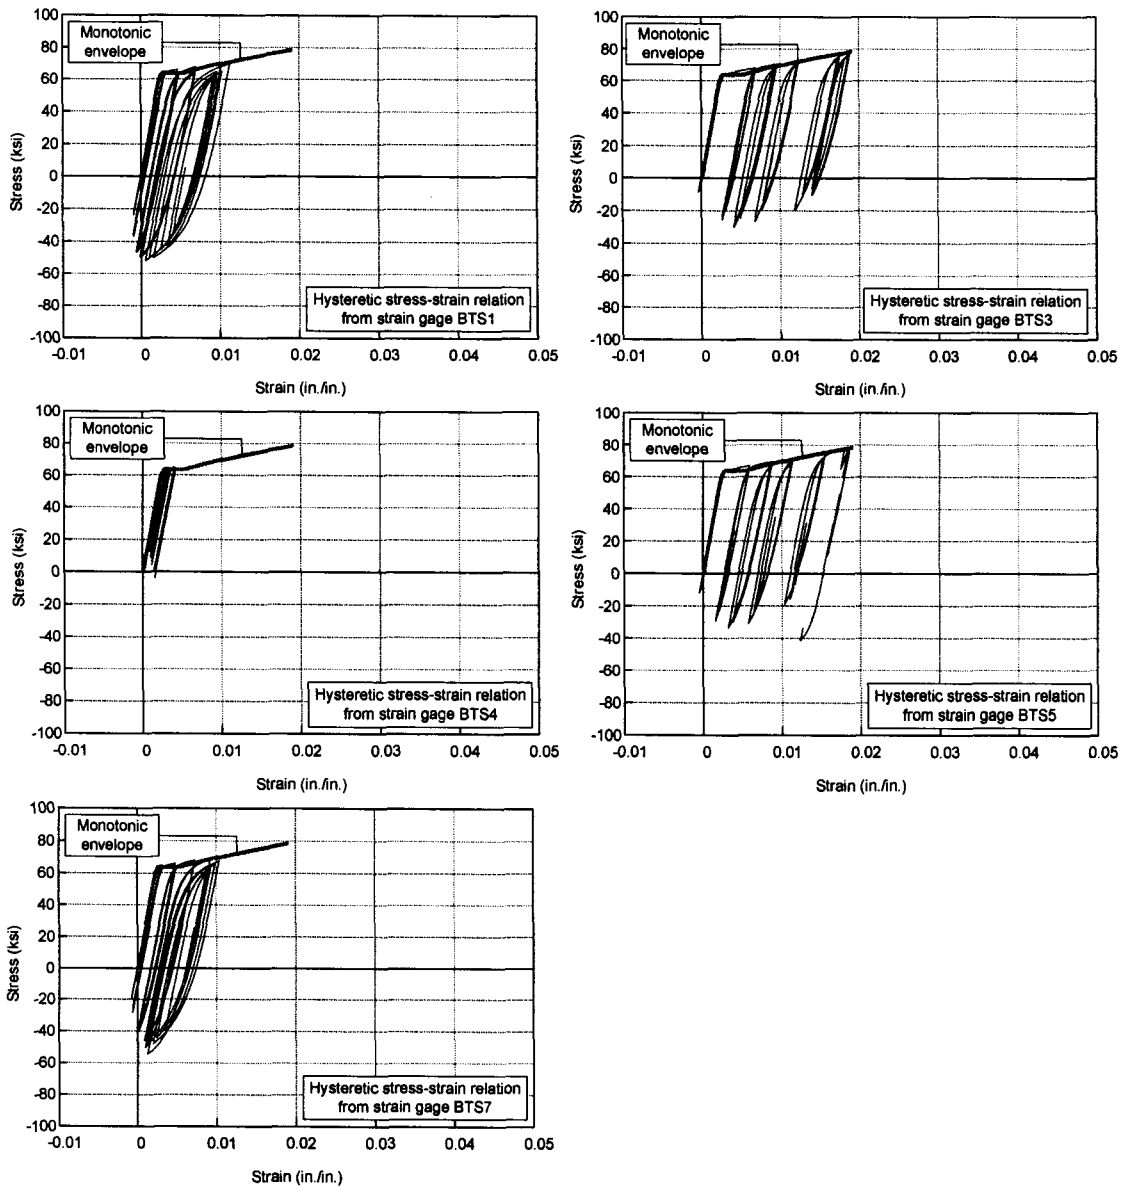 100
80
60
40
20
0
-20
-40
-60
-80
-100
Stress (ksi)
Monotonic
envelope
Hysteretic stress-strain relation
from strain gage BTS1
-0.01 0 0.01 0.02 0.03 0.04 0.05
Strain (in./in.)
100
80
60
40
20
0
-20
-40
-60
-80
-100
Stress (ksi)
Monotonic
envelope
Hysteretic stress-strain relation
from strain gage BTS3
-0.01 0 0.01 0.02 0.03 0.04 0.05
Strain (in./in.)
100
80
60
40
20
0
-20
-40
-60
-80
-100
Stress (ksi)
Monotonic
envelope
Hysteretic stress-strain relation
from strain gage BTS4
-0.01 0 0.01 0.02 0.03 0.04 0.05
Strain (in./in.)
100
80
60
40
20
0
-20
-40
-60
-80
-100
Stress (ksi)
Monotonic
envelope
Hysteretic stress-strain relation
from strain gage BTS5
-0.01 0 0.01 0.02 0.03 0.04 0.05
Strain (in./in.)
100
80
60
40
20
0
-20
-40
-60
-80
-100
Stress (ksi)
Monotonic
envelope
Hysteretic stress-strain relation
from strain gage BTS7
-0.01 0 0.01 0.02 0.03 0.04 0.05
Strain (in./in.)